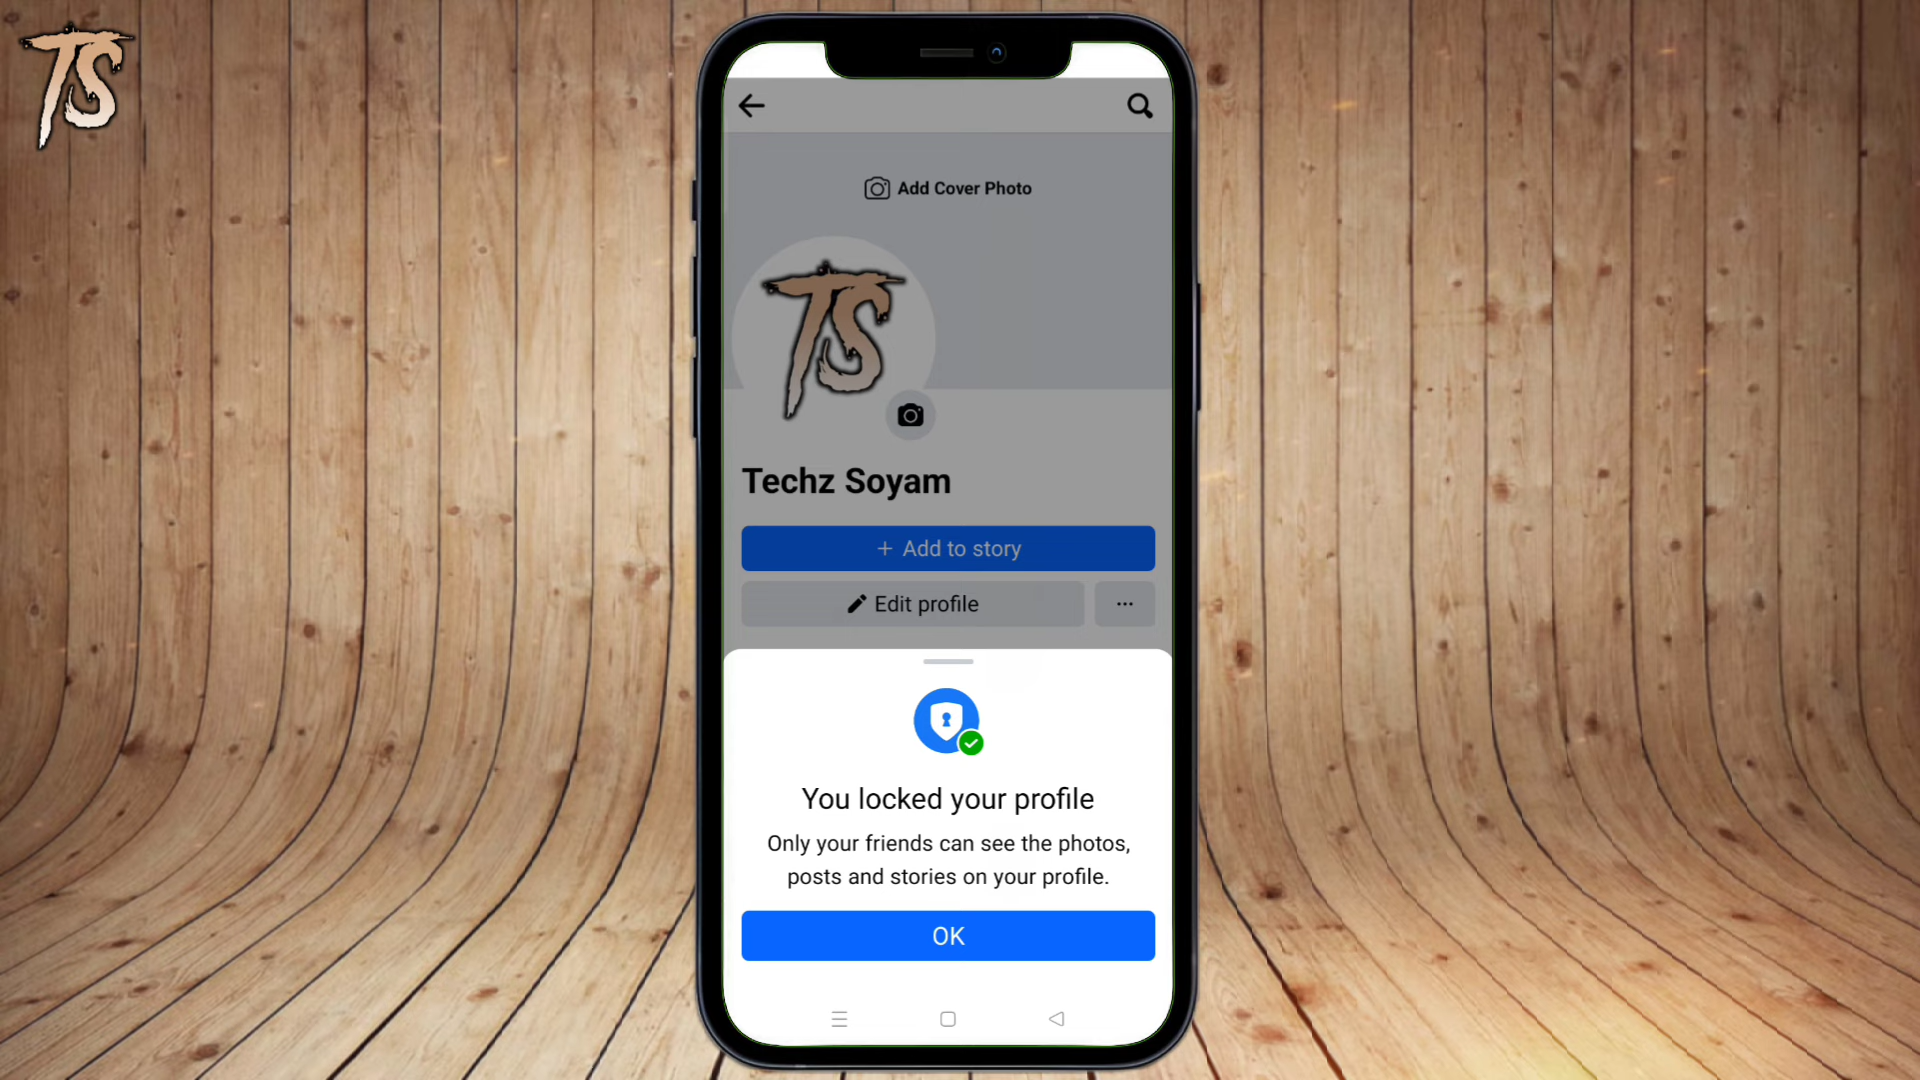 TS
Add Cover Photo
TS
Techz Soyam
+ Add to story
Edit profile
You locked your profile
Only your friends can see the photos,
posts and stories on your profile.
OK